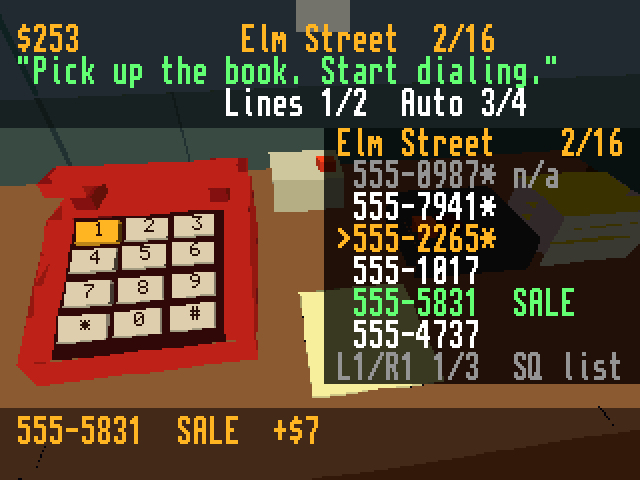 $253 Elm Street 2/16
"Pick up the book. Start dialing."
Lines 1/2 Auto 3/4
Elm Street 2/16
555-0987* n/a
555-7941*
>555-2265*
555-1017
555-5831 SALE
555-4737
L1/R1 1/3 SQ list
1 2 3
4 5 6
7 8 9
* 0 #
555-5831 SALE +$7